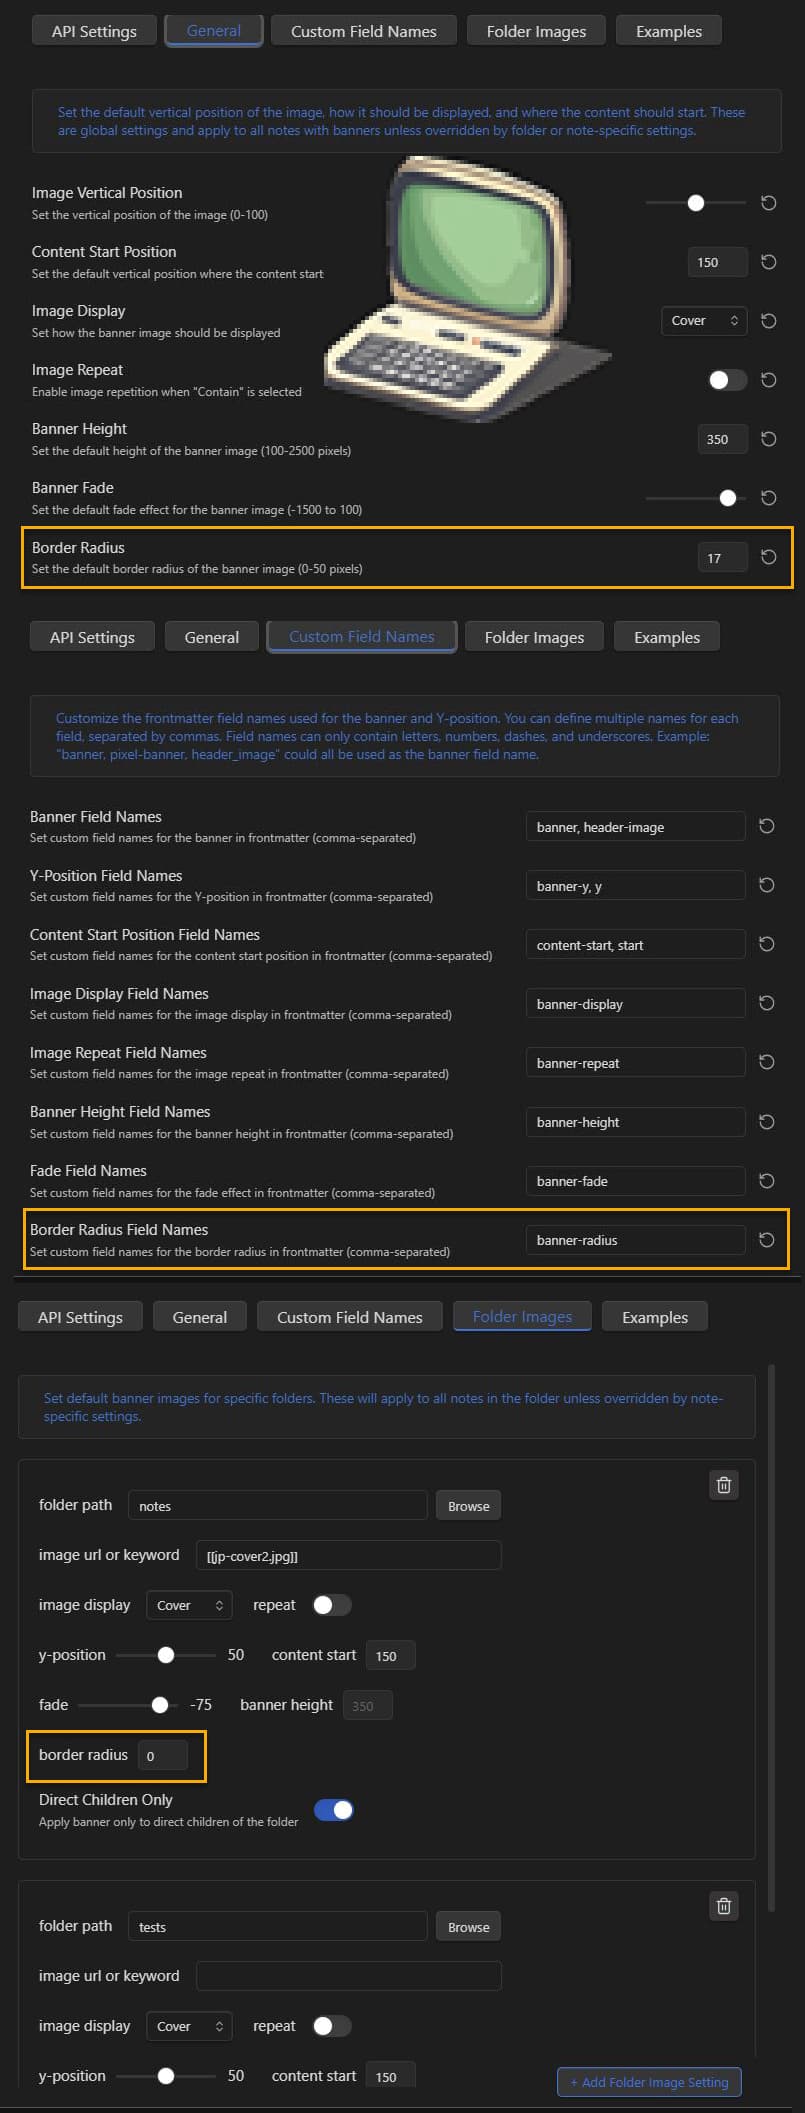 API Settings General Custom Field Names Folder Images Examples
Set the default vertical position of the image, how it should be displayed, and where the content should start. These
are global settings and apply to all notes with banners unless overridden by folder or note-specific settings.
Image Vertical Position
Set the vertical position of the image (0-100)
Content Start Position
Set the default vertical position where the content start
150
Image Display
Set how the banner image should be displayed
Cover
Image Repeat
Enable image repetition when "Contain" is selected
Banner Height
Set the default height of the banner image (100-2500 pixels)
350
Banner Fade
Set the default fade effect for the banner image (-1500 to 100)
Border Radius
Set the default border radius of the banner image (0-50 pixels)
17
API Settings General Custom Field Names Folder Images Examples
Customize the frontmatter field names used for the banner and Y-position. You can define multiple names for each
field, separated by commas. Field names can only contain letters, numbers, dashes, and underscores. Example:
"banner, pixel-banner, header_image" could all be used as the banner field name.
Banner Field Names
Set custom field names for the banner in frontmatter (comma-separated)
banner, header-image
Y-Position Field Names
Set custom field names for the Y-position in frontmatter (comma-separated)
banner-y, y
Content Start Position Field Names
Set custom field names for the content start position in frontmatter (comma-separated)
content-start, start
Image Display Field Names
Set custom field names for the image display in frontmatter (comma-separated)
banner-display
Image Repeat Field Names
Set custom field names for the image repeat in frontmatter (comma-separated)
banner-repeat
Banner Height Field Names
Set custom field names for the banner height in frontmatter (comma-separated)
banner-height
Fade Field Names
Set custom field names for the fade effect in frontmatter (comma-separated)
banner-fade
Border Radius Field Names
Set custom field names for the border radius in frontmatter (comma-separated)
banner-radius
API Settings General Custom Field Names Folder Images Examples
Set default banner images for specific folders. These will apply to all notes in the folder unless overridden by note-
specific settings.
folder path notes Browse
image url or keyword [[jp-cover2.jpg]]
image display Cover repeat
y-position 50 content start 150
fade -75 banner height 350
border radius 0
Direct Children Only
Apply banner only to direct children of the folder
folder path tests Browse
image url or keyword
image display Cover repeat
y-position 50 content start 150
+ Add Folder Image Setting